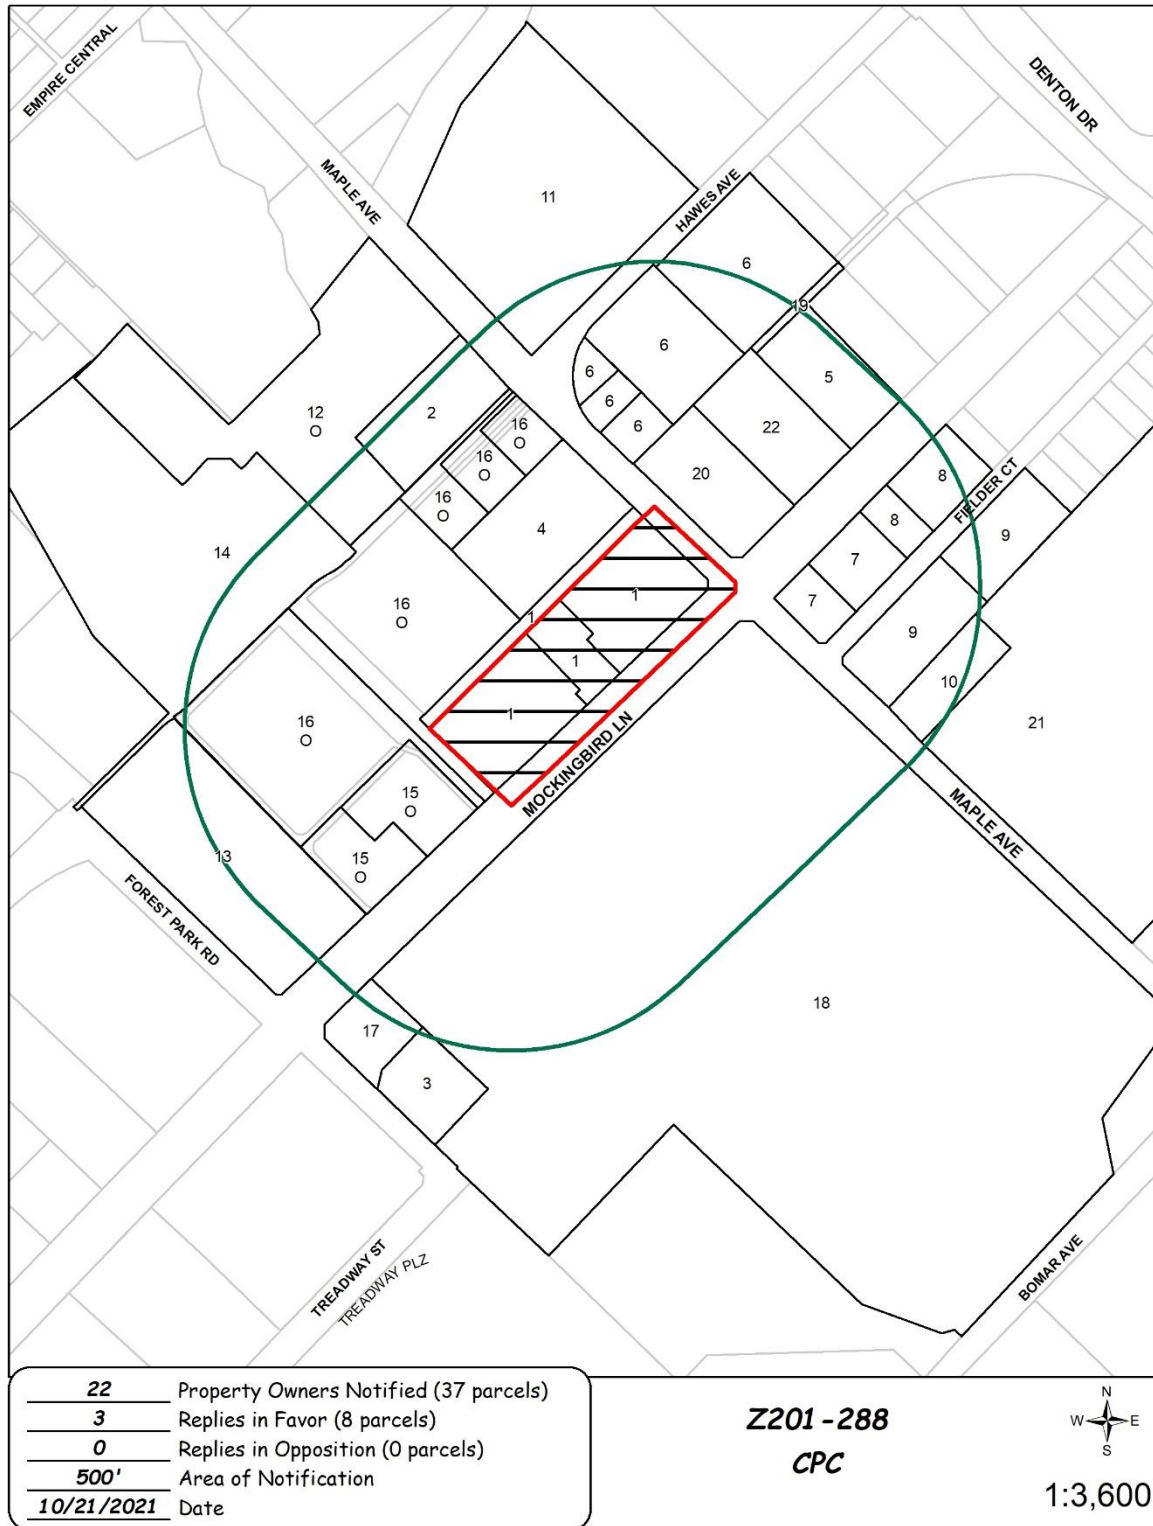 EMPIRE CENTRAL
DENTON DR
MAPLE AVE
11
HAWES AVE
6
19
6
5
6
12
O
2
6
16
O
6
22
16
O
20
8
FIELDER CT
16
O
4
8
9
14
7
1
7
16
O
1
9
1
10
1
16
O
21
MOCKINGBIRD LN
15
O
MAPLE AVE
15
O
13
FOREST PARK RD
18
17
3
TREADWAY ST
TREADWAY PLZ
BOMAR AVE
22 Property Owners Notified (37 parcels)
3 Replies in Favor (8 parcels)
0 Replies in Opposition (0 parcels)
500' Area of Notification
10/21/2021 Date
Z201-288
CPC
N
W E
S
1:3,600